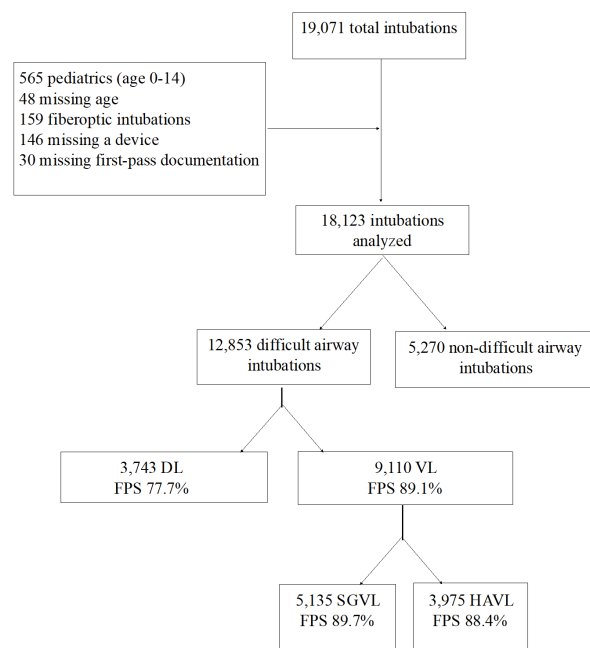 19,071 total intubations
565 pediatrics (age 0-14)
48 missing age
159 fiberoptic intubations
146 missing a device
30 missing first-pass documentation
18,123 intubations
analyzed
12,853 difficult airway
intubations
5,270 non-difficult airway
intubations
3,743 DL
FPS 77.7%
9,110 VL
FPS 89.1%
5,135 SGVL
FPS 89.7%
3,975 HAVL
FPS 88.4%